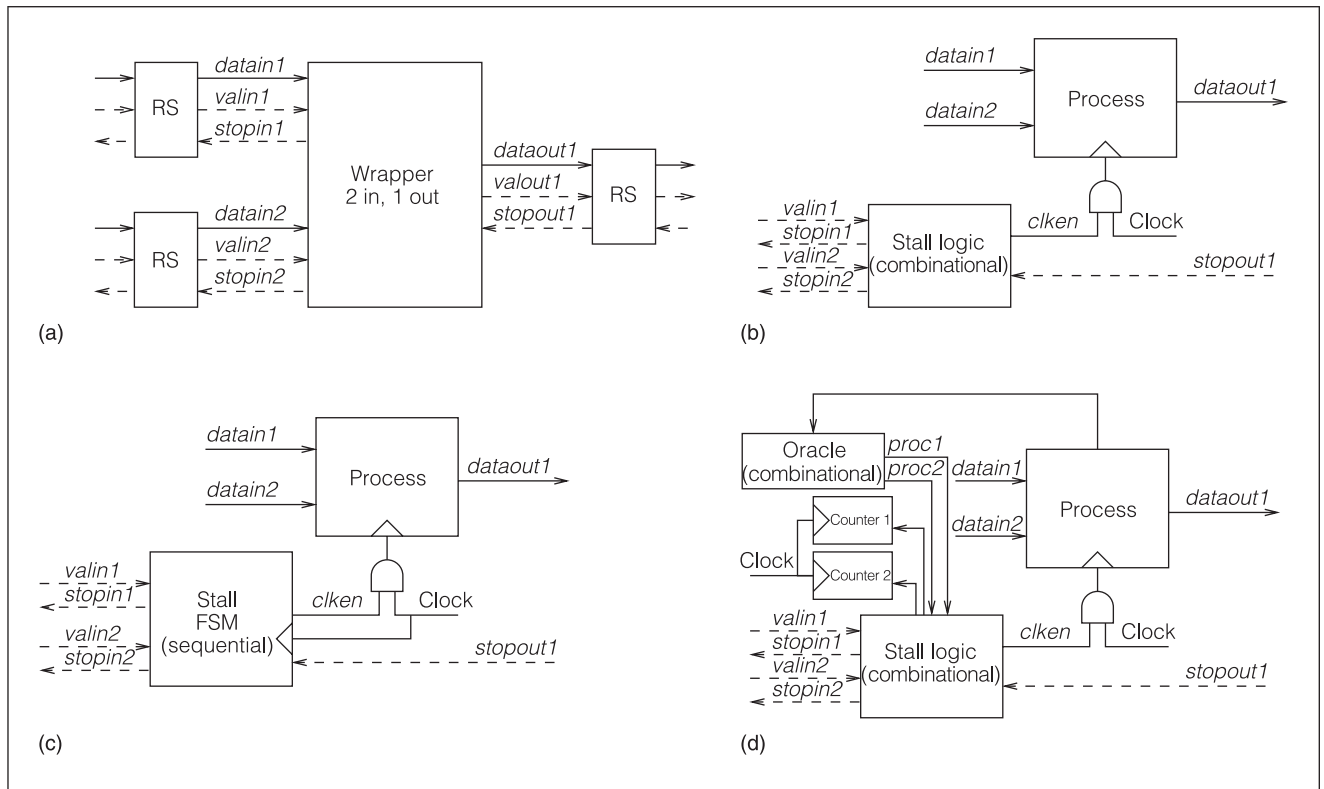 datain1
valin1
stopin1
RS
datain2
valin2
stopin2
RS
Wrapper
2 in, 1 out
dataout1
valout1
stopout1
RS
(a)
datain1
datain2
Process
dataout1
valin1
stopin1
valin2
stopin2
Stall logic
(combinational)
clken
Clock
stopout1
(b)
datain1
datain2
Process
dataout1
valin1
stopin1
valin2
stopin2
Stall
FSM
(sequential)
clken
Clock
stopout1
(c)
Oracle
(combinational)
proc1
proc2
datain1
datain2
Process
dataout1
Counter 1
Counter 2
Clock
valin1
stopin1
valin2
stopin2
Stall logic
(combinational)
clken
Clock
stopout1
(d)